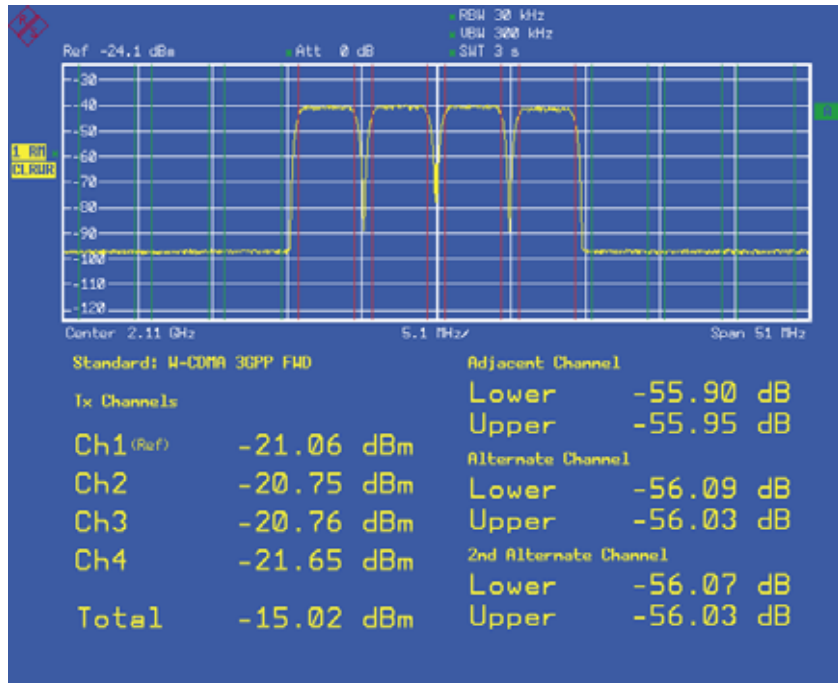 RBW 30 kHz
VBW 300 kHz
Ref -24.1 dBm Att 0 dB SWT 3 s
-30
-40
A
-50
1 RM
-60
CLRWR
-70
-80
-90
-100
-110
-120
Center 2.11 GHz 5.1 MHz/ Span 51 MHz
Standard: W-CDMA 3GPP FWD
Tx Channels
Ch1 (Ref) -21.06 dBm
Ch2 -20.75 dBm
Ch3 -20.76 dBm
Ch4 -21.65 dBm
Total -15.02 dBm
Adjacent Channel
Lower -55.90 dB
Upper -55.95 dB
Alternate Channel
Lower -56.09 dB
Upper -56.03 dB
2nd Alternate Channel
Lower -56.07 dB
Upper -56.03 dB